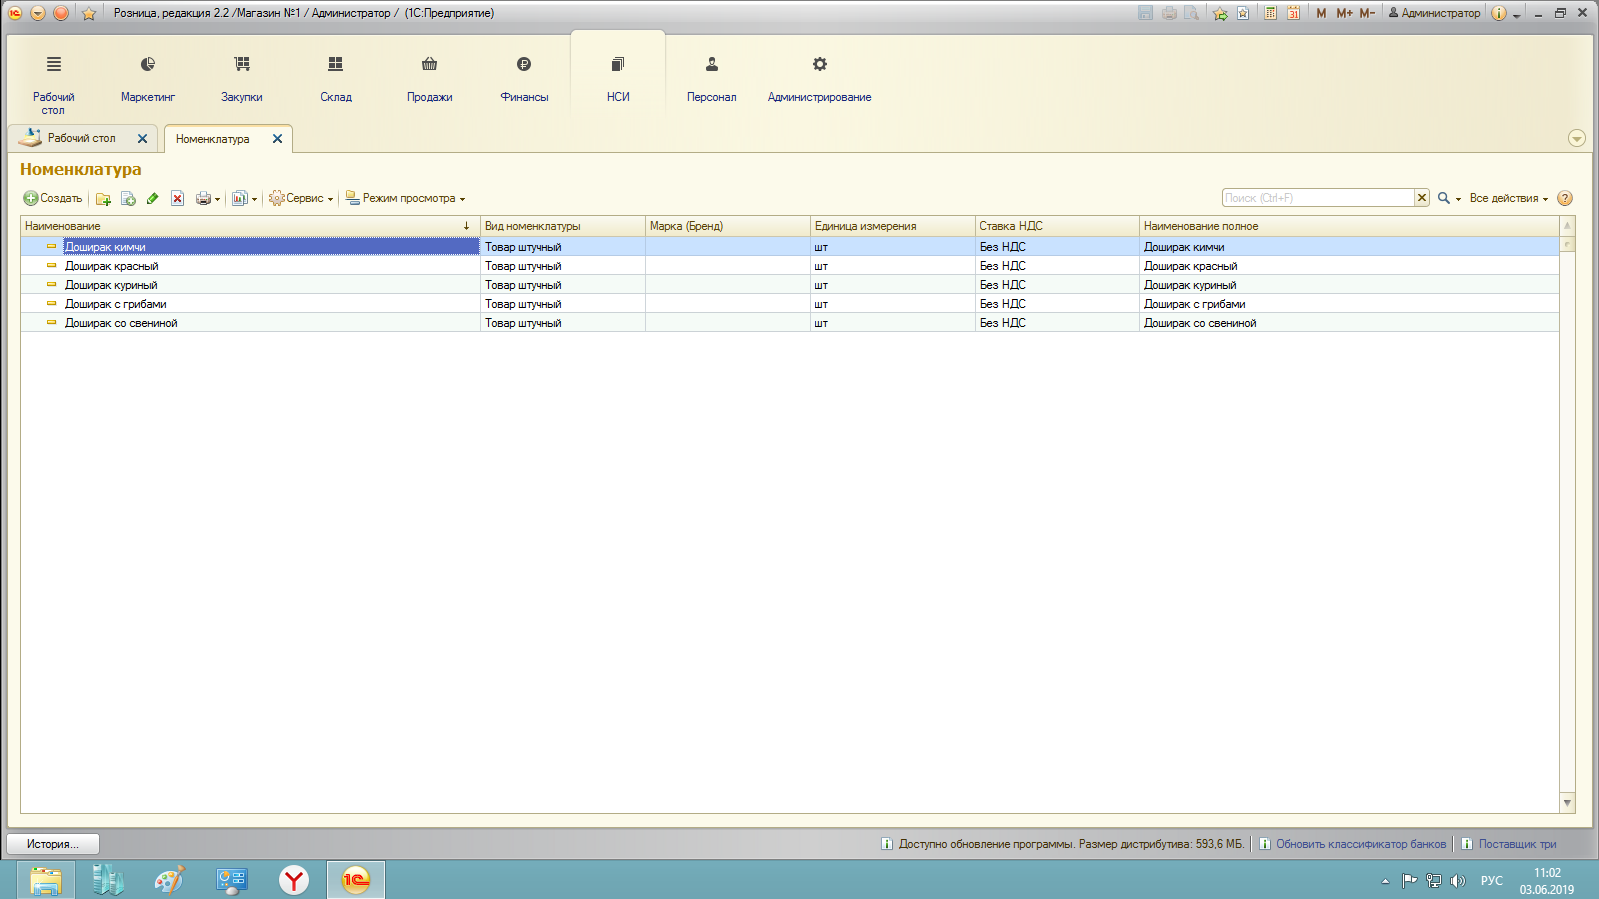 Розница, редакция 2.2 /Магазин №1 / Администратор /  (1С:Предприятие) M M+ M- Администратор
Рабочий стол Маркетинг Закупки Склад Продажи Финансы НСИ Персонал Администрирование
Рабочий стол Номенклатура
Номенклатура
Создать Сервис Режим просмотра Поиск (Ctrl+F) Все действия
Наименование Вид номенклатуры Марка (Бренд) Единица измерения Ставка НДС Наименование полное
Доширак кимчи Товар штучный шт Без НДС Доширак кимчи
Доширак красный Товар штучный шт Без НДС Доширак красный
Доширак куриный Товар штучный шт Без НДС Доширак куриный
Доширак с грибами Товар штучный шт Без НДС Доширак с грибами
Доширак со свениной Товар штучный шт Без НДС Доширак со свениной
История... Доступно обновление программы. Размер дистрибутива: 593,6 МБ. Обновить классификатор банков Поставщик три
РУС 11:02
03.06.2019